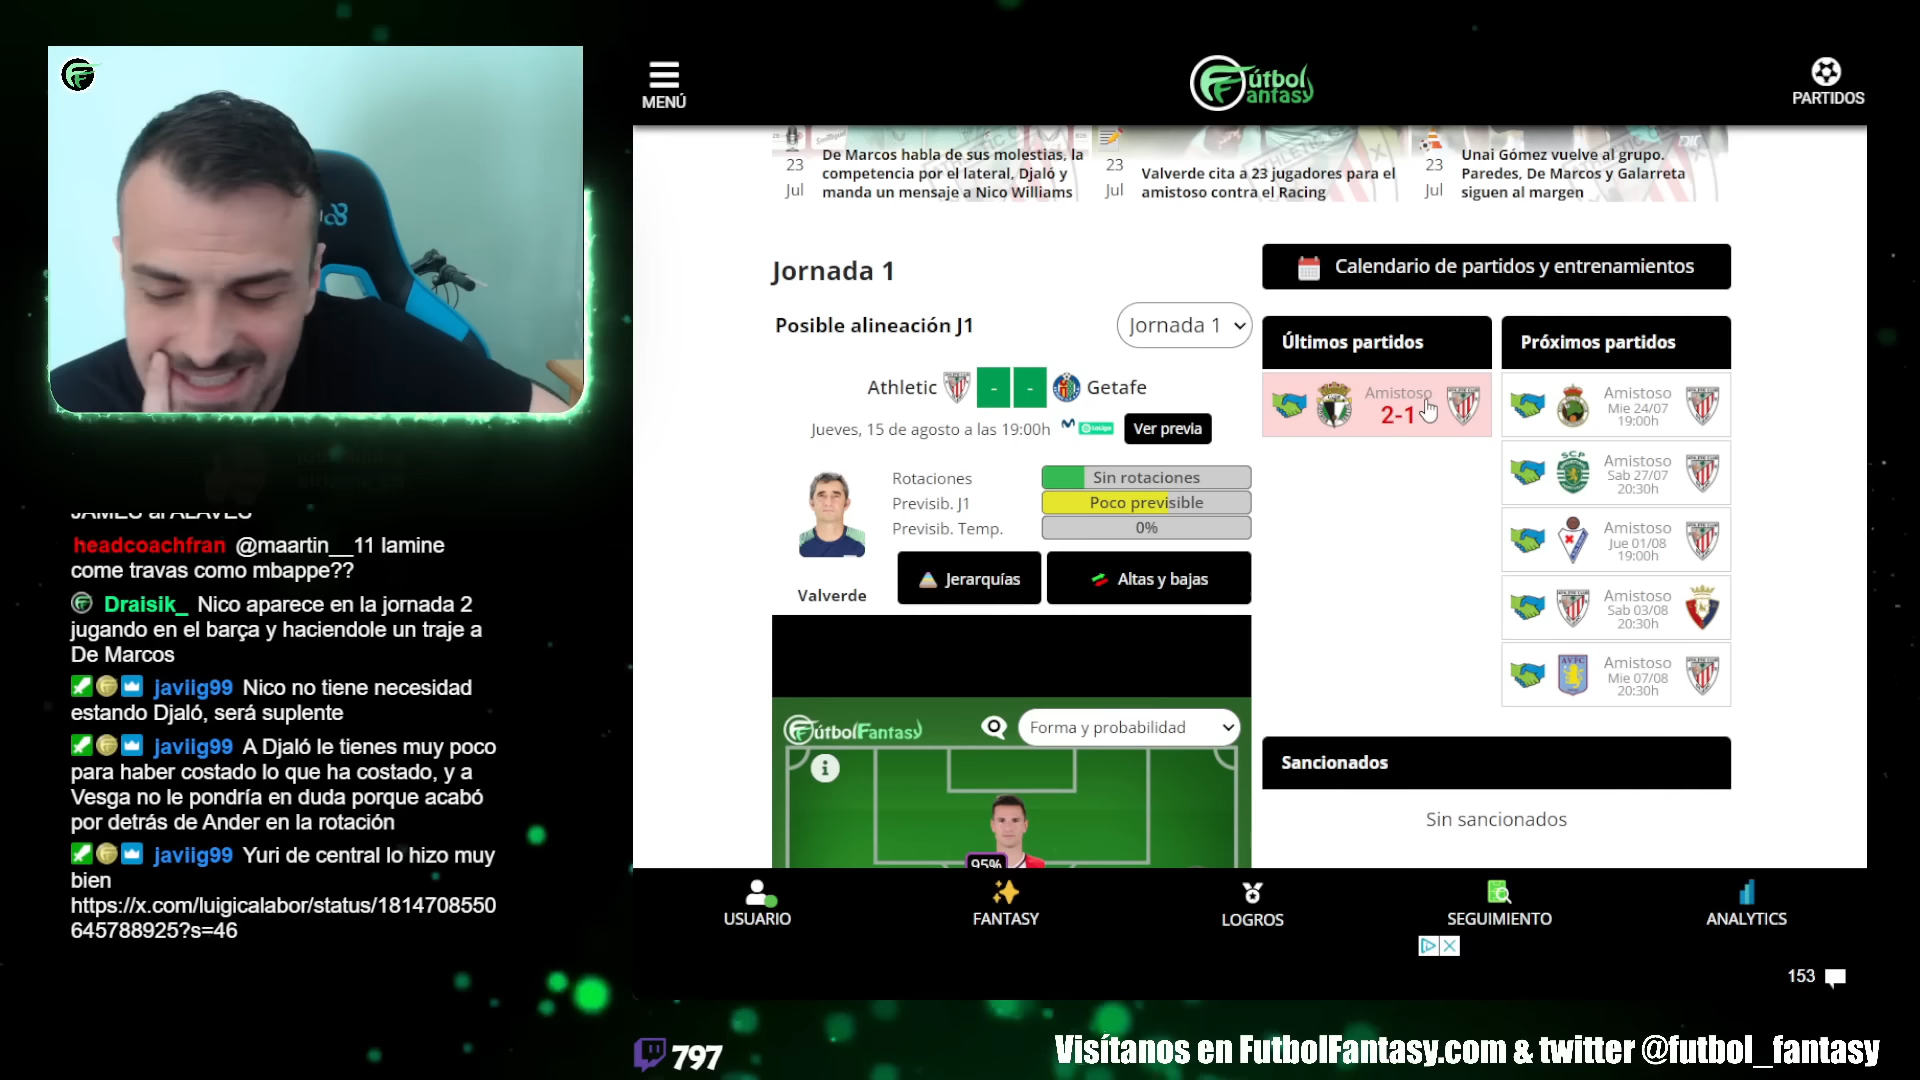 MENÚ
Fútbol
Fantasy
PARTIDOS
23
Jul
De Marcos habla de sus molestias, la
competencia por el lateral, Djaló y
manda un mensaje a Nico Williams
23
Jul
Valverde cita a 23 jugadores para el
amistoso contra el Racing
23
Jul
Unai Gómez vuelve al grupo.
Paredes, De Marcos y Galarreta
siguen al margen
Jornada 1
Posible alineación J1
Jornada 1
Athletic - - Getafe
Jueves, 15 de agosto a las 19:00h
LaLiga
Ver previa
Rotaciones Sin rotaciones
Previsib. J1 Poco previsible
Previsib. Temp. 0%
Valverde
Jerarquías
Altas y bajas
FútbolFantasy
Forma y probabilidad
95%
Calendario de partidos y entrenamientos
Últimos partidos
Amistoso
2-1
Próximos partidos
Amistoso
Mie 24/07
19:00h
Amistoso
Sab 27/07
20:30h
Amistoso
Jue 01/08
19:00h
Amistoso
Sab 03/08
20:30h
Amistoso
Mie 07/08
20:30h
Sancionados
Sin sancionados
USUARIO
FANTASY
LOGROS
SEGUIMIENTO
ANALYTICS
153
JAMES al ALAVÉS
headcoachfran @maartin__11 lamine
come travas como mbappe??
Draisik_ Nico aparece en la jornada 2
jugando en el barça y haciendole un traje a
De Marcos
javiig99 Nico no tiene necesidad
estando Djaló, será suplente
javiig99 A Djaló le tienes muy poco
para haber costado lo que ha costado, y a
Vesga no le pondría en duda porque acabó
por detrás de Ander en la rotación
javiig99 Yuri de central lo hizo muy
bien
https://x.com/luigicalabor/status/1814708550
645788925?s=46
797
Visítanos en FutbolFantasy.com & twitter @futbol_fantasy